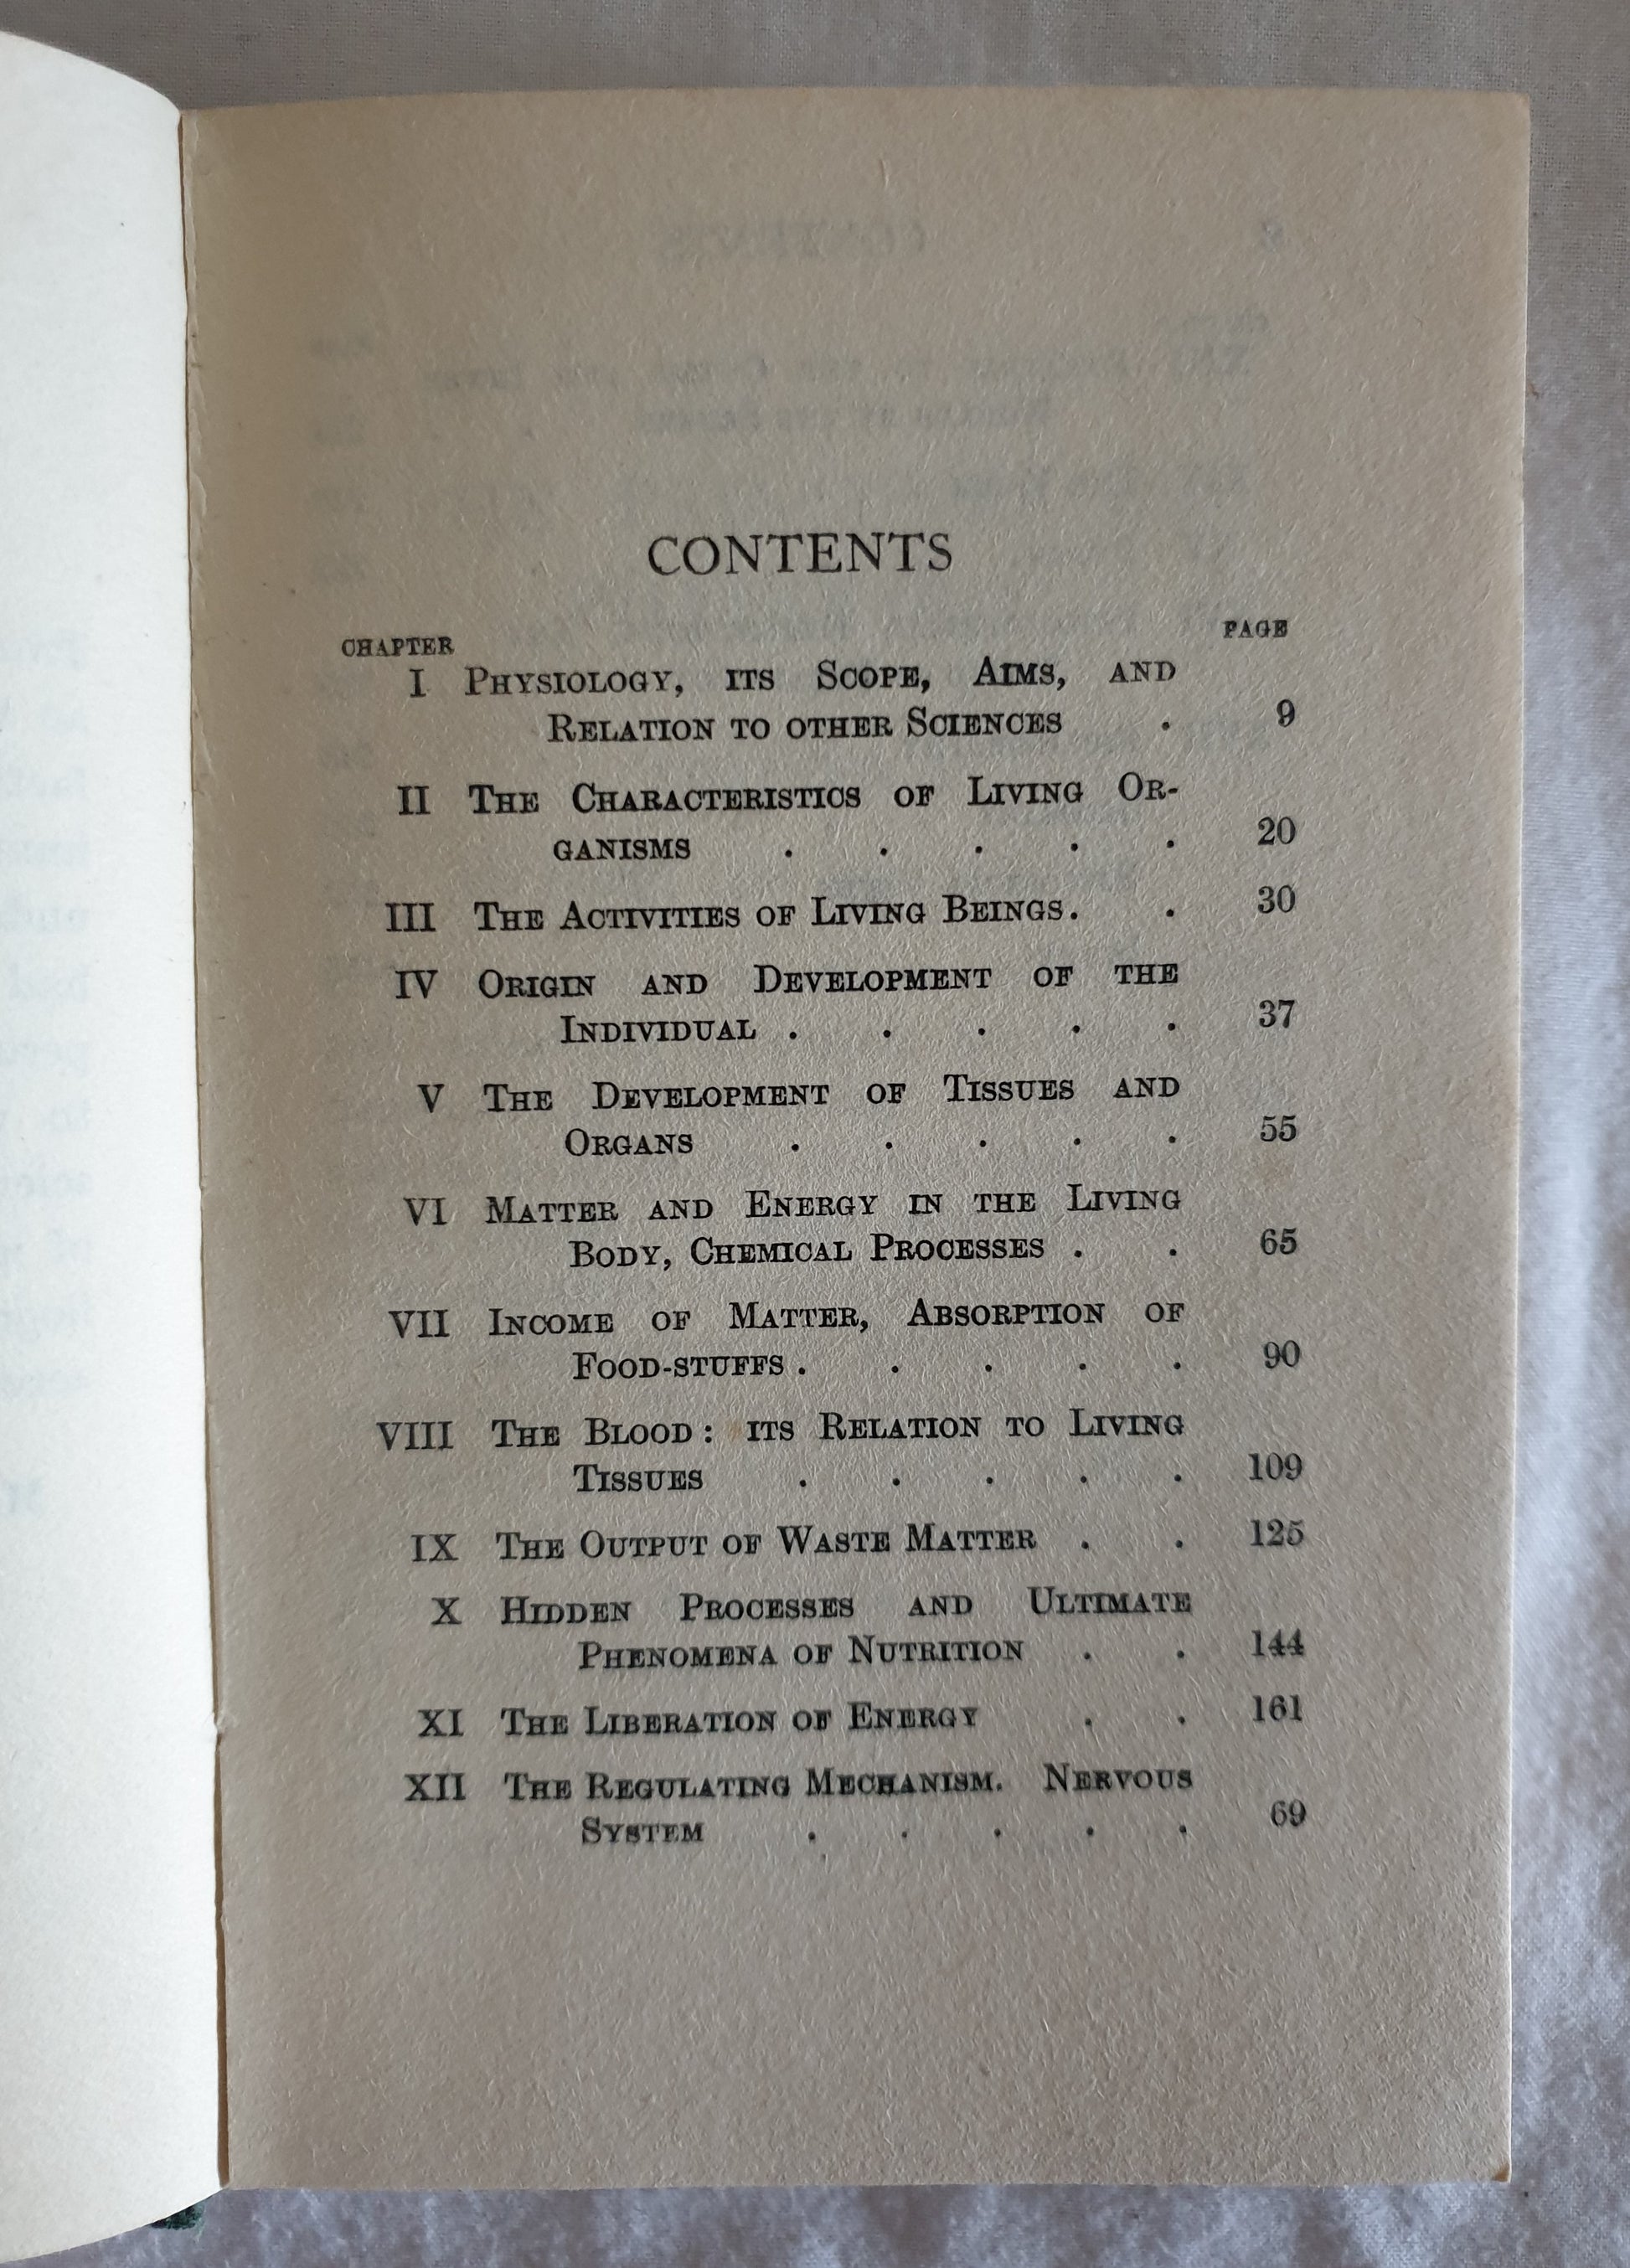 CONTENTS
CHAPTER PAGE
I PHYSIOLOGY, ITS SCOPE, AIMS, AND
RELATION TO OTHER SCIENCES . 9
II THE CHARACTERISTICS OF LIVING OR-
GANISMS . . . . . 20
III THE ACTIVITIES OF LIVING BEINGS . . 30
IV ORIGIN AND DEVELOPMENT OF THE
INDIVIDUAL . . . . . 37
V THE DEVELOPMENT OF TISSUES AND
ORGANS . . . . . 55
VI MATTER AND ENERGY IN THE LIVING
BODY, CHEMICAL PROCESSES . . 65
VII INCOME OF MATTER, ABSORPTION OF
FOOD-STUFFS . . . . . 90
VIII THE BLOOD: ITS RELATION TO LIVING
TISSUES . . . . . 109
IX THE OUTPUT OF WASTE MATTER . . 125
X HIDDEN PROCESSES AND ULTIMATE
PHENOMENA OF NUTRITION . . 144
XI THE LIBERATION OF ENERGY . . 161
XII THE REGULATING MECHANISM. NERVOUS
SYSTEM . . . . . 69